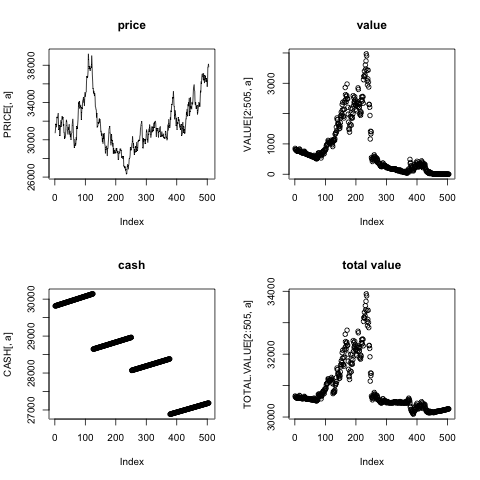 price
PRICE[, a]
26000 30000 34000 38000
0 100 200 300 400 500
Index
value
VALUE[2:505, a]
0 1000 3000
0 100 200 300 400 500
Index
cash
CASH[, a]
27000 28000 29000 30000
0 100 200 300 400 500
Index
total value
TOTAL.VALUE[2:505, a]
30000 32000 34000
0 100 200 300 400 500
Index